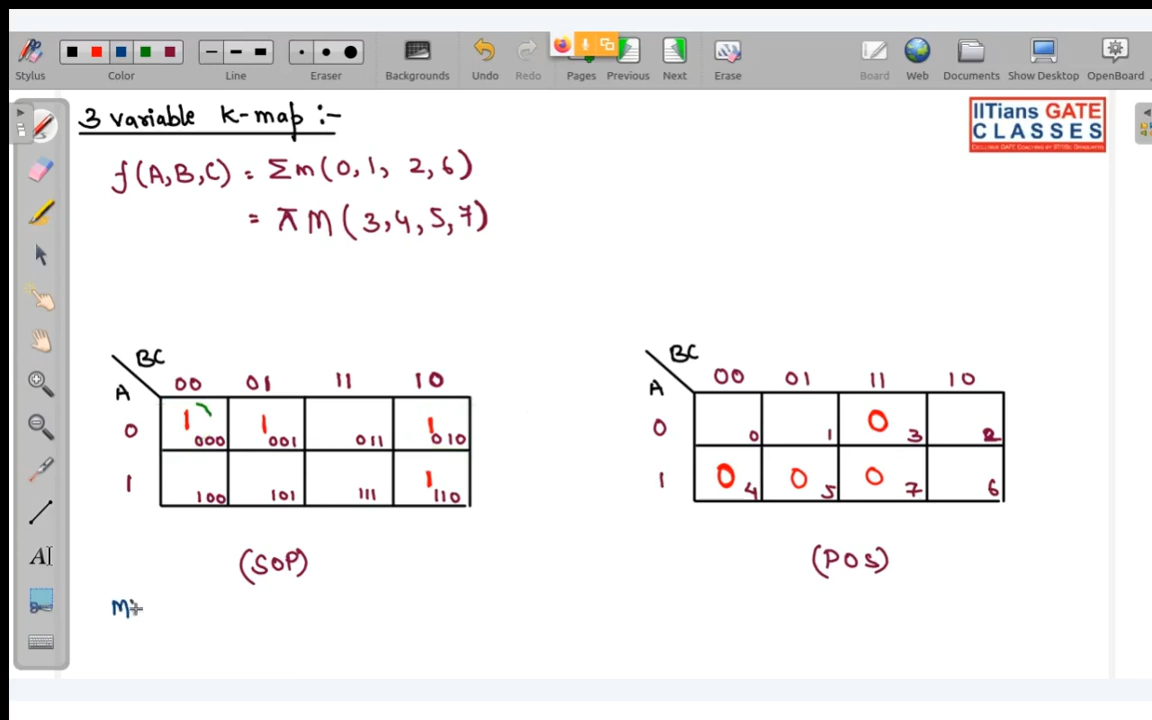 Stylus Color Line Eraser Backgrounds Undo Redo Pages Previous Next Erase Board Web Documents Show Desktop OpenBoard
3 variable K-map :-
IITians GATE
CLASSES
f(A,B,C) = Σm(0,1, 2,6)
= πM(3,4,5,7)
BC
A 00 01 11 10
0 1 000 1 001 011 1 010
1 100 101 111 1 110
(SOP)
BC
A 00 01 11 10
0 0 1 0 3 2
1 0 4 0 5 0 7 6
(POS)